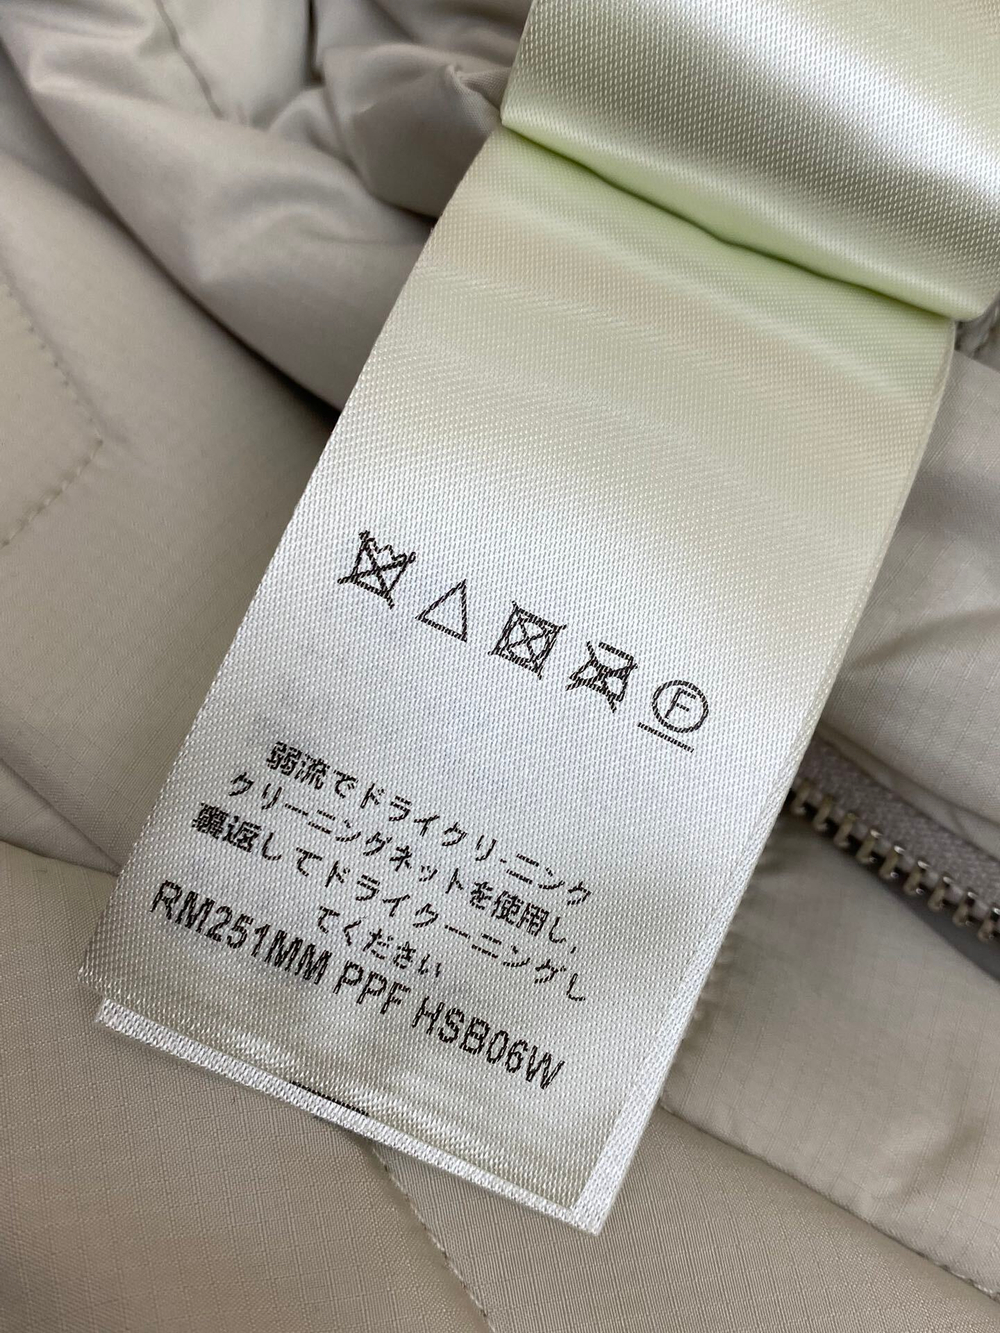 F
弱流でドライクリーニング
クリーニングネットを使用し,
裏返してドライクーニングし
てください
RM251MM PPF HSB06W